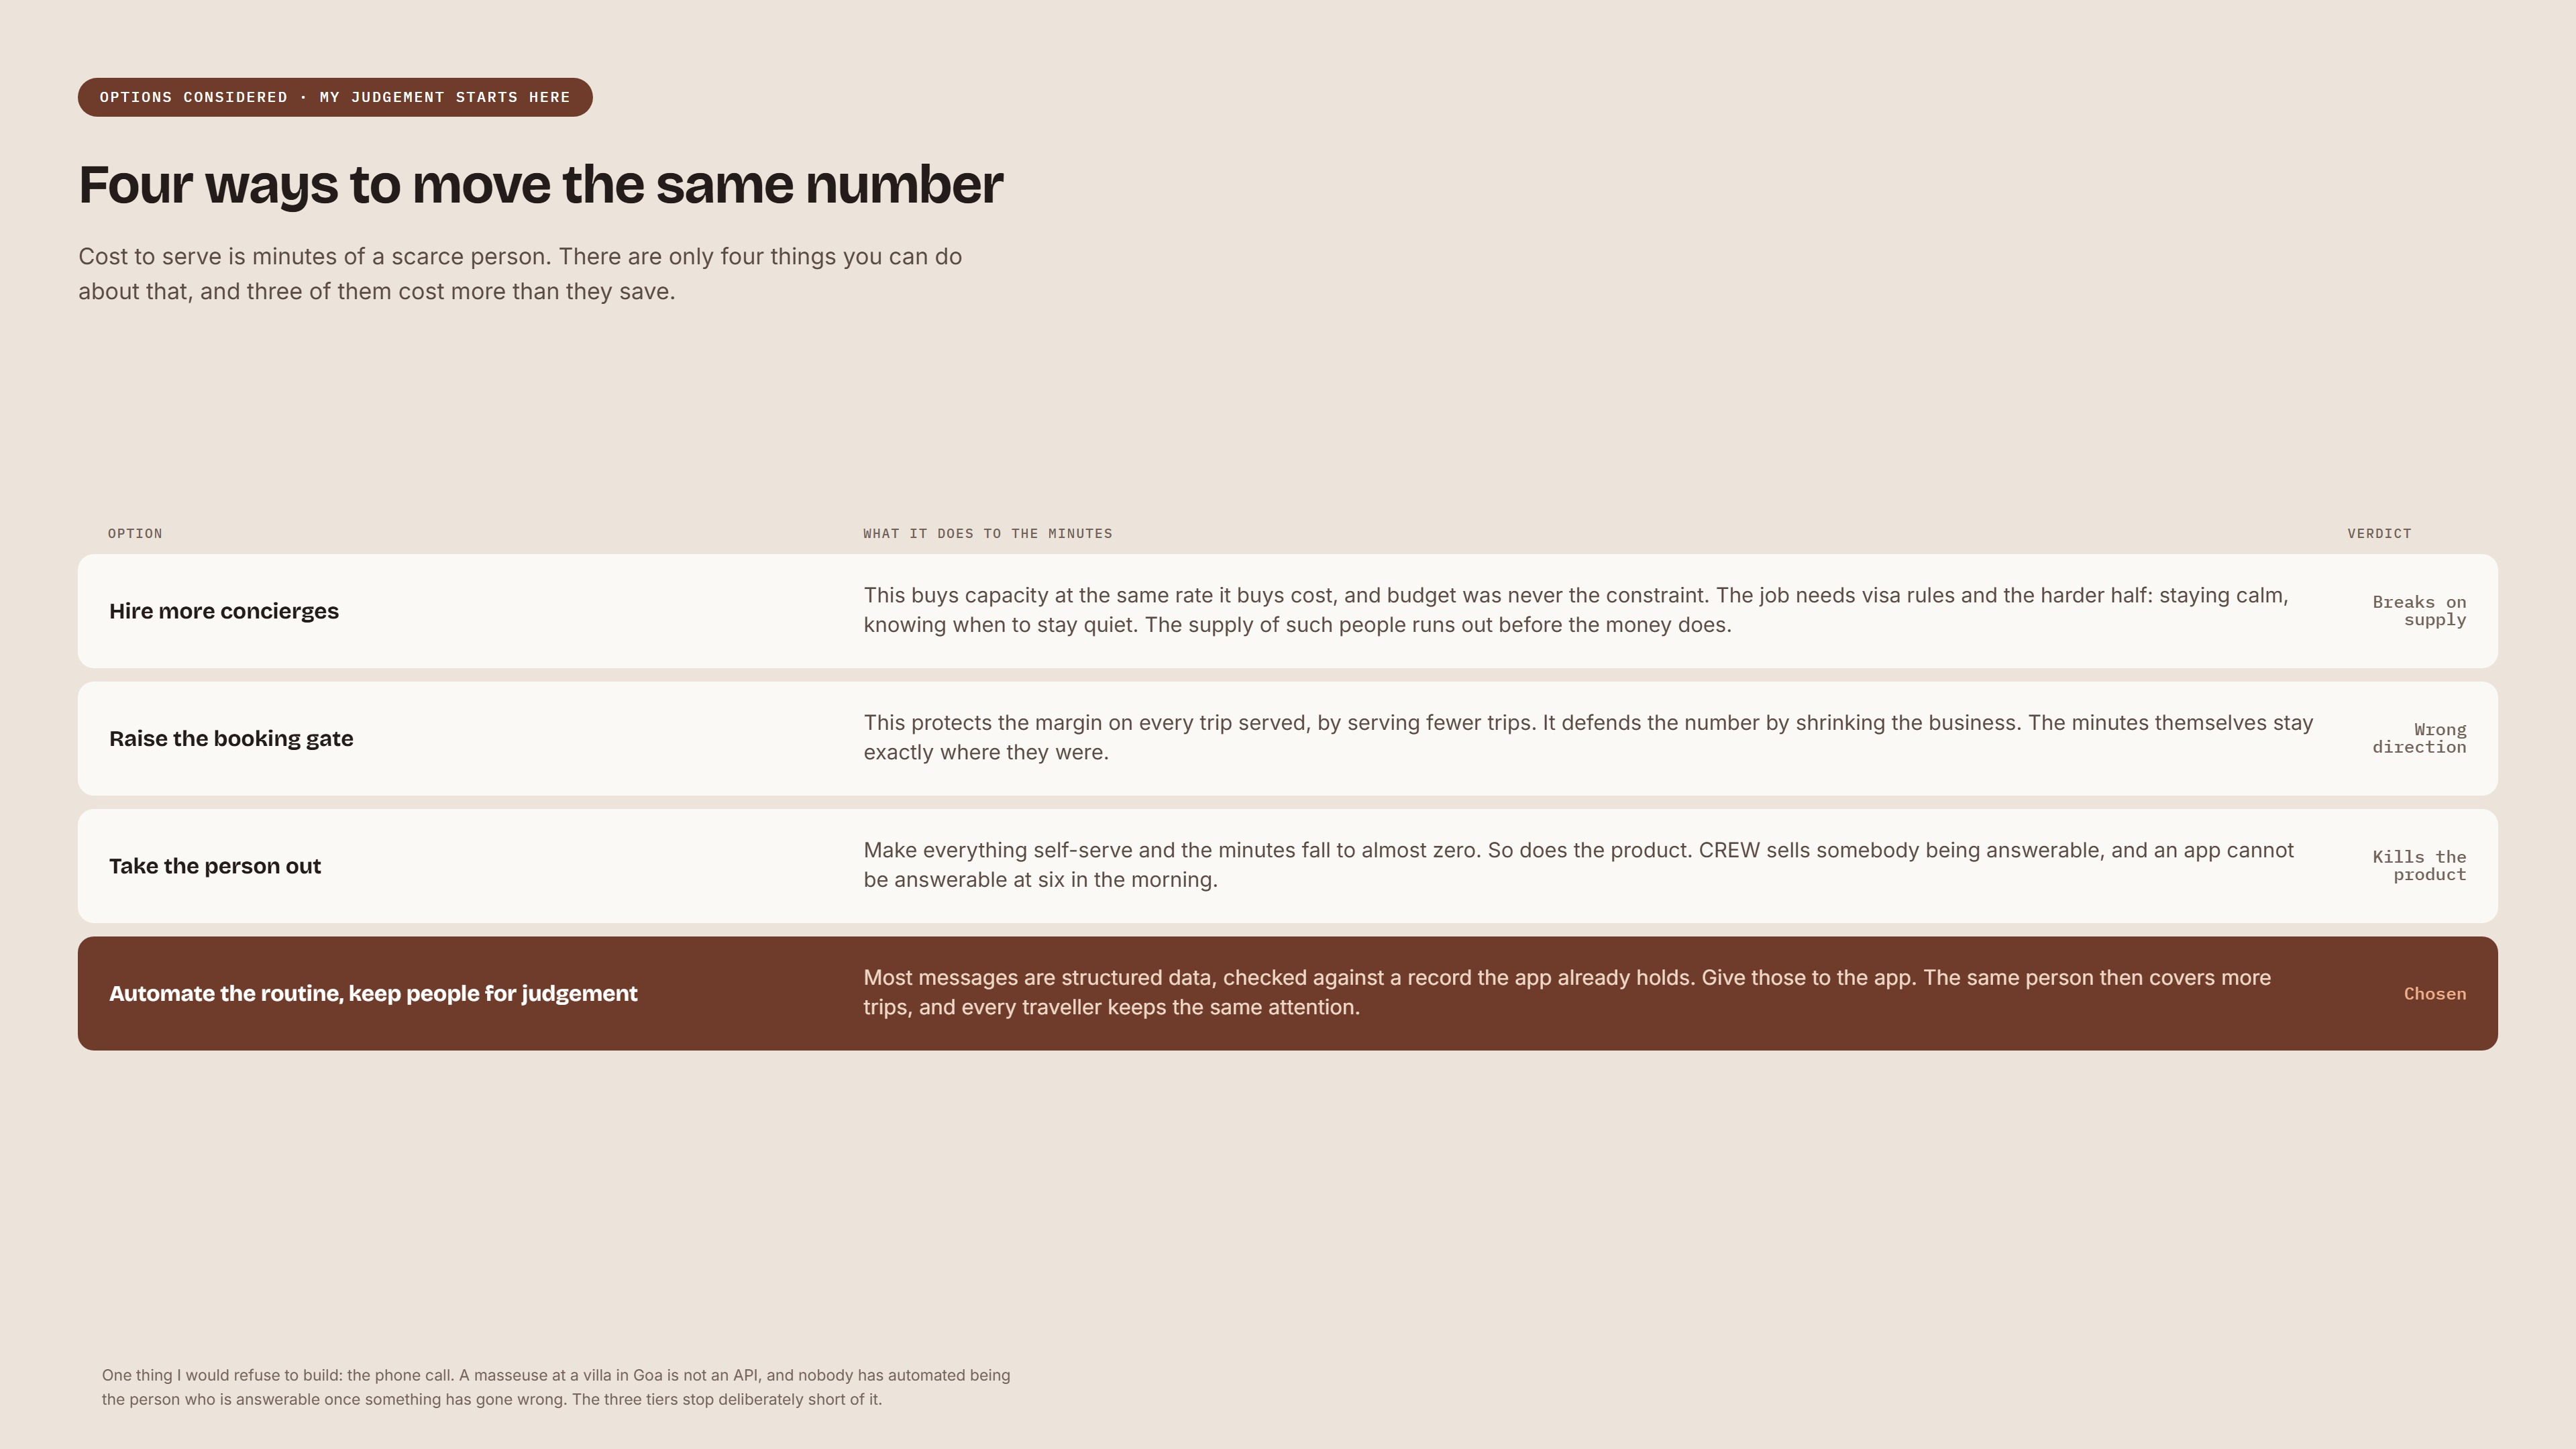 OPTIONS CONSIDERED · MY JUDGEMENT STARTS HERE
Four ways to move the same number
Cost to serve is minutes of a scarce person. There are only four things you can do
about that, and three of them cost more than they save.
OPTION
WHAT IT DOES TO THE MINUTES
VERDICT
Hire more concierges
This buys capacity at the same rate it buys cost, and budget was never the constraint. The job needs visa rules and the harder half: staying calm,
knowing when to stay quiet. The supply of such people runs out before the money does.
Breaks on
supply
Raise the booking gate
This protects the margin on every trip served, by serving fewer trips. It defends the number by shrinking the business. The minutes themselves stay
exactly where they were.
Wrong
direction
Take the person out
Make everything self-serve and the minutes fall to almost zero. So does the product. CREW sells somebody being answerable, and an app cannot
be answerable at six in the morning.
Kills the
product
Automate the routine, keep people for judgement
Most messages are structured data, checked against a record the app already holds. Give those to the app. The same person then covers more
trips, and every traveller keeps the same attention.
Chosen
One thing I would refuse to build: the phone call. A masseuse at a villa in Goa is not an API, and nobody has automated being
the person who is answerable once something has gone wrong. The three tiers stop deliberately short of it.